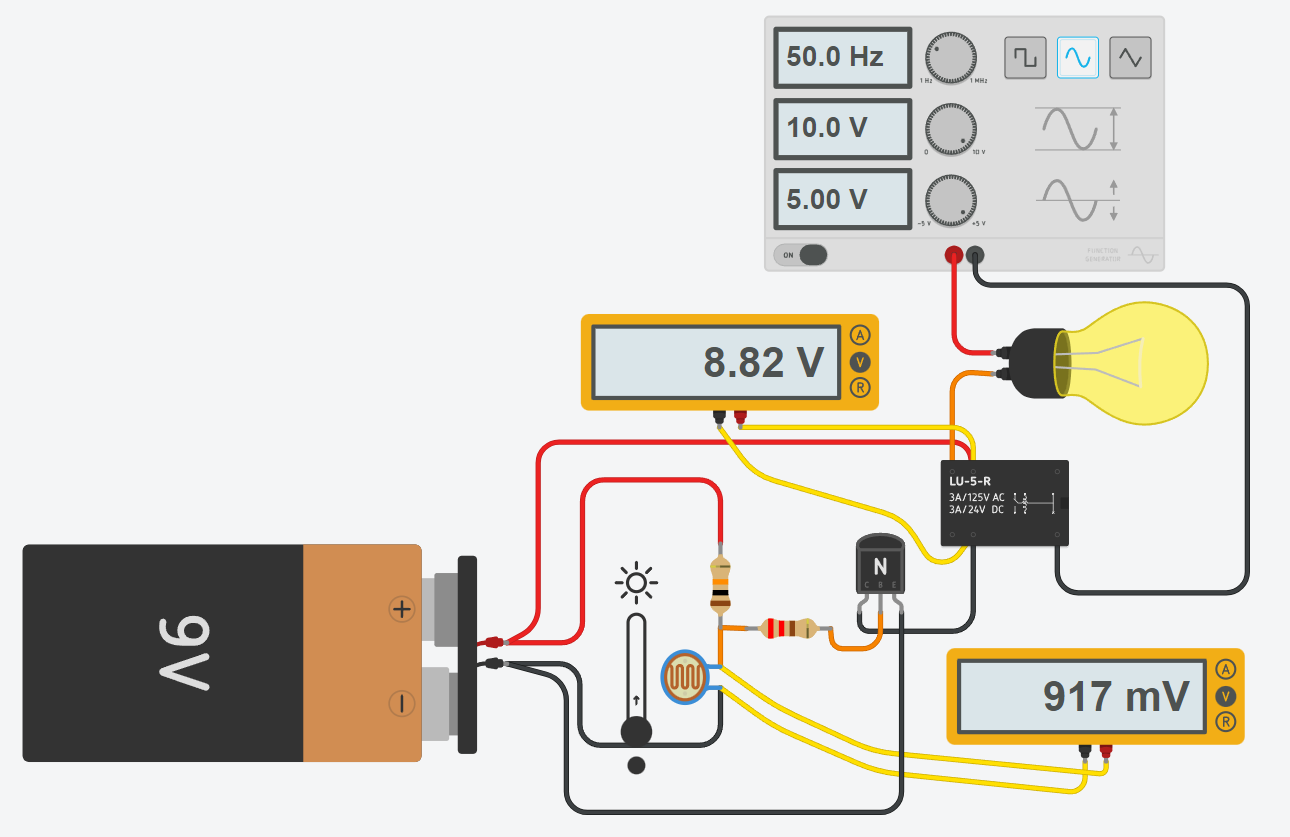 50.0 Hz
1 Hz
1 MHz
10.0 V
0
10 V
5.00 V
-5 V
+5 V
ON
FUNCTION
GENERATOR
8.82 V
A
V
R
LU-5-R
3A/125V AC
3A/24V DC
N
C B E
9V
+
−
917 mV
A
V
R